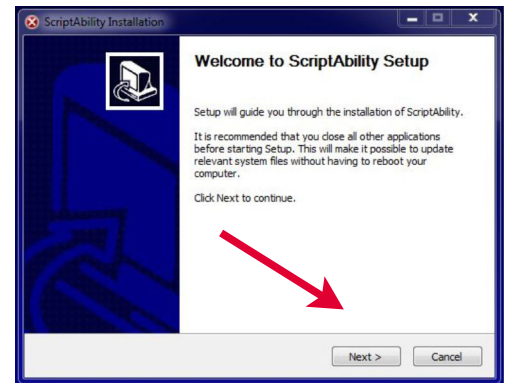 ScriptAbility Installation
Welcome to ScriptAbility Setup
Setup will guide you through the installation of ScriptAbility.
It is recommended that you close all other applications
before starting Setup. This will make it possible to update
relevant system files without having to reboot your
computer.
Click Next to continue.
Next > Cancel